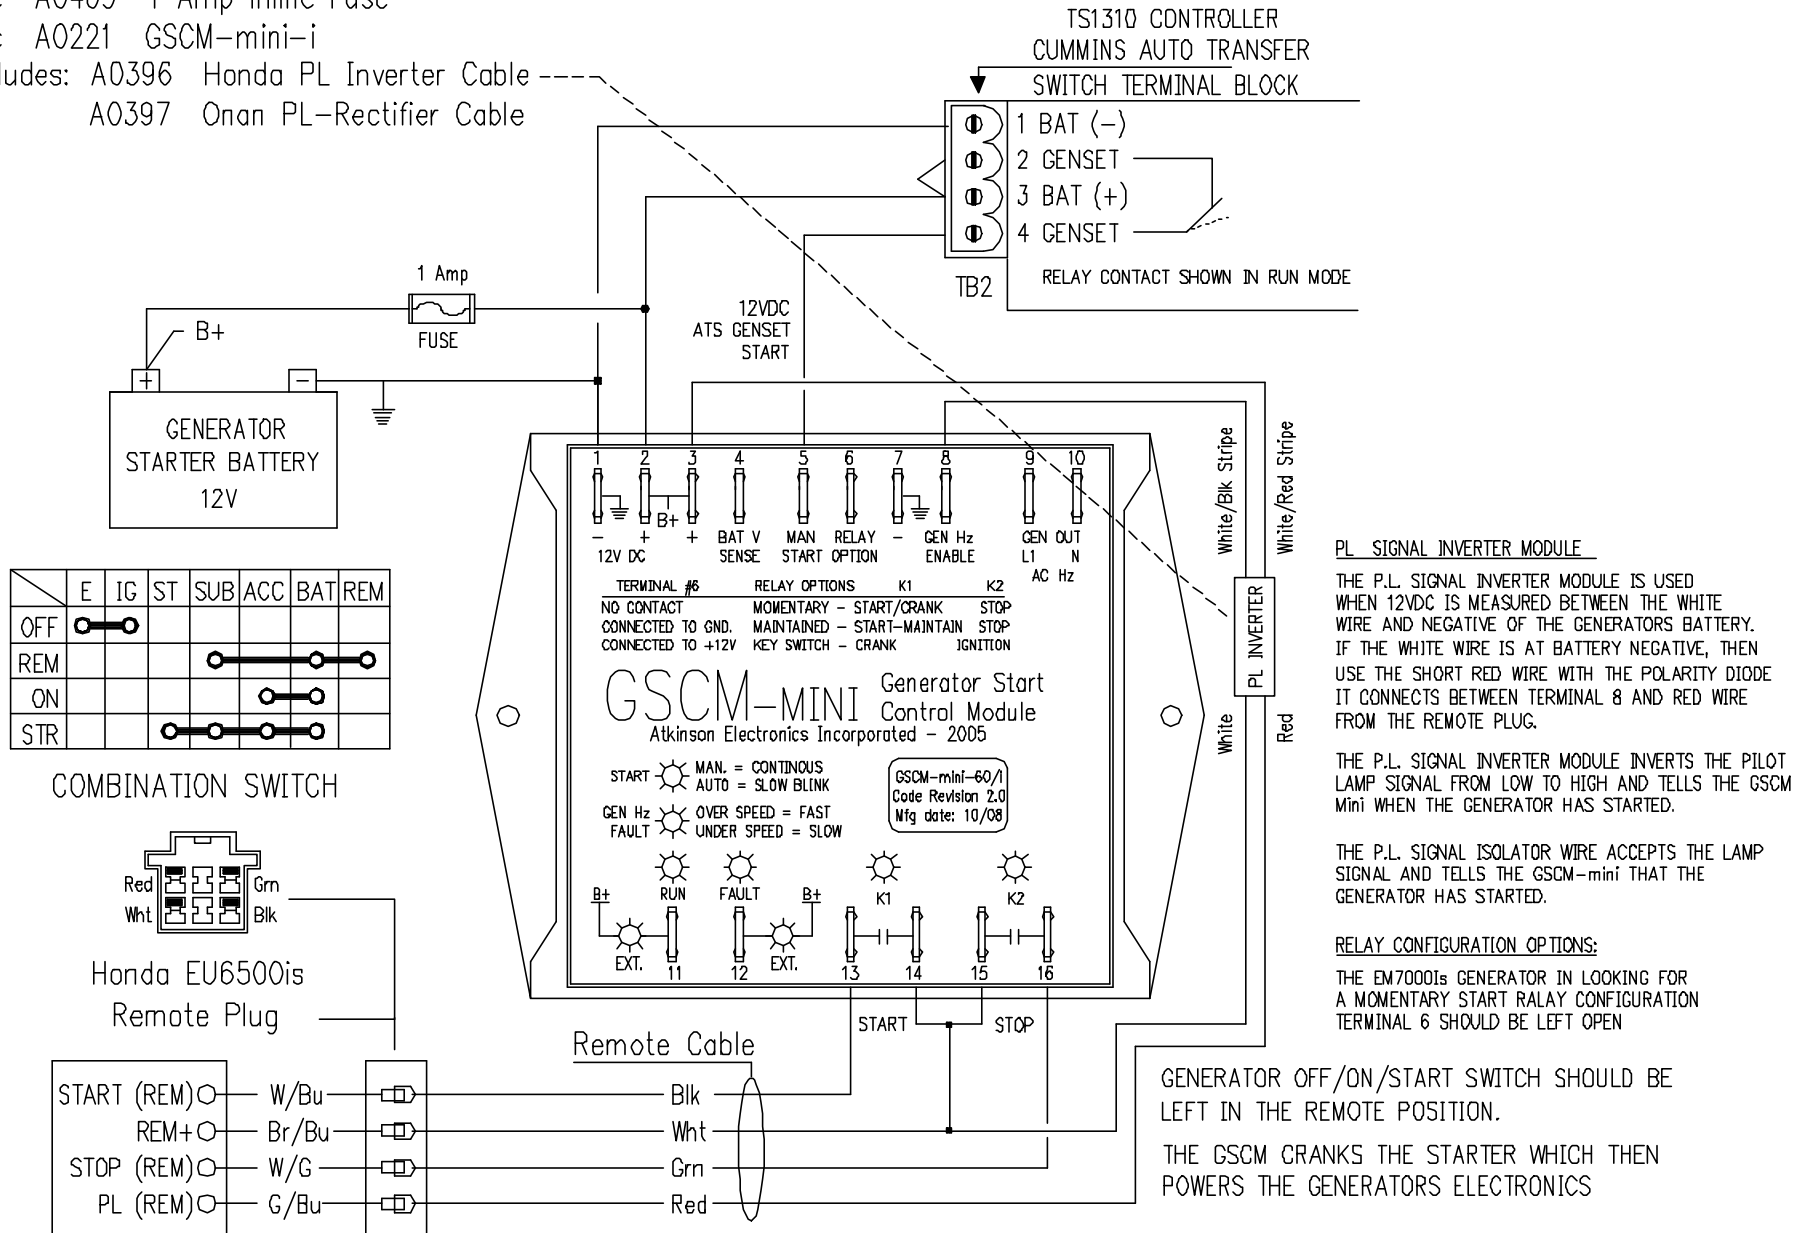 A0409 1 Amp Inline Fuse
A0221 GSCM-mini-i
A0396 Honda PL Inverter Cable
A0397 Onan PL-Rectifier Cable
TS1310 CONTROLLER
CUMMINS AUTO TRANSFER
SWITCH TERMINAL BLOCK
1 BAT (-)
2 GENSET
3 BAT (+)
4 GENSET
TB2
RELAY CONTACT SHOWN IN RUN MODE
1 Amp
FUSE
B+
12VDC
ATS GENSET
START
+ -
GENERATOR
STARTER BATTERY
12V
1 2 3 4 5 6 7 8 9 10
B+
- + + BAT V MAN RELAY - GEN Hz GEN OUT
12V DC SENSE START OPTION ENABLE L1 N
AC Hz
TERMINAL #6 RELAY OPTIONS K1 K2
NO CONTACT MOMENTARY - START/CRANK STOP
CONNECTED TO GND. MAINTAINED - START-MAINTAIN STOP
CONNECTED TO +12V KEY SWITCH - CRANK IGNITION
GSCM-MINI
Generator Start
Control Module
Atkinson Electronics Incorporated - 2005
START MAN. = CONTINOUS
AUTO = SLOW BLINK
GEN Hz OVER SPEED = FAST
FAULT UNDER SPEED = SLOW
GSCM-mini-60/i
Code Revision 2.0
Mfg date: 10/08
RUN FAULT K1 K2
B+ B+
EXT. EXT.
11 12 13 14 15 16
START STOP
White/Blk Stripe
White/Red Stripe
PL INVERTER
White
Red
E IG ST SUB ACC BAT REM
OFF
REM
ON
STR
COMBINATION SWITCH
Red Grn
Wht Blk
Honda EU6500is
Remote Plug
Remote Cable
START (REM) W/Bu Blk
REM+ Br/Bu Wht
STOP (REM) W/G Grn
PL (REM) G/Bu Red
PL SIGNAL INVERTER MODULE
THE P.L. SIGNAL INVERTER MODULE IS USED
WHEN 12VDC IS MEASURED BETWEEN THE WHITE
WIRE AND NEGATIVE OF THE GENERATORS BATTERY.
IF THE WHITE WIRE IS AT BATTERY NEGATIVE, THEN
USE THE SHORT RED WIRE WITH THE POLARITY DIODE
IT CONNECTS BETWEEN TERMINAL 8 AND RED WIRE
FROM THE REMOTE PLUG.
THE P.L. SIGNAL INVERTER MODULE INVERTS THE PILOT
LAMP SIGNAL FROM LOW TO HIGH AND TELLS THE GSCM
Mini WHEN THE GENERATOR HAS STARTED.
THE P.L. SIGNAL ISOLATOR WIRE ACCEPTS THE LAMP
SIGNAL AND TELLS THE GSCM-mini THAT THE
GENERATOR HAS STARTED.
RELAY CONFIGURATION OPTIONS:
THE EM7000Is GENERATOR IN LOOKING FOR
A MOMENTARY START RALAY CONFIGURATION
TERMINAL 6 SHOULD BE LEFT OPEN
GENERATOR OFF/ON/START SWITCH SHOULD BE
LEFT IN THE REMOTE POSITION.
THE GSCM CRANKS THE STARTER WHICH THEN
POWERS THE GENERATORS ELECTRONICS